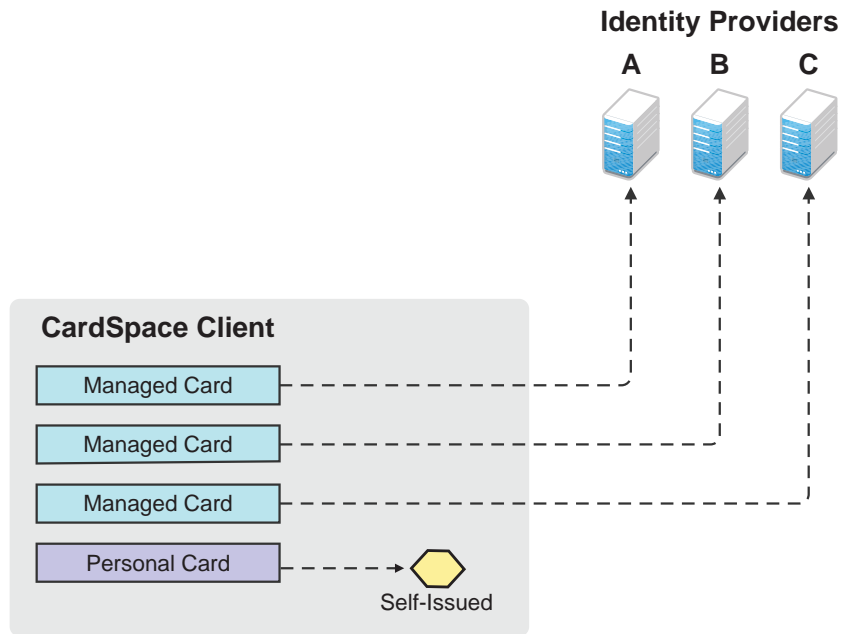 Identity Providers
A B C
CardSpace Client
Managed Card
Managed Card
Managed Card
Personal Card
Self-Issued